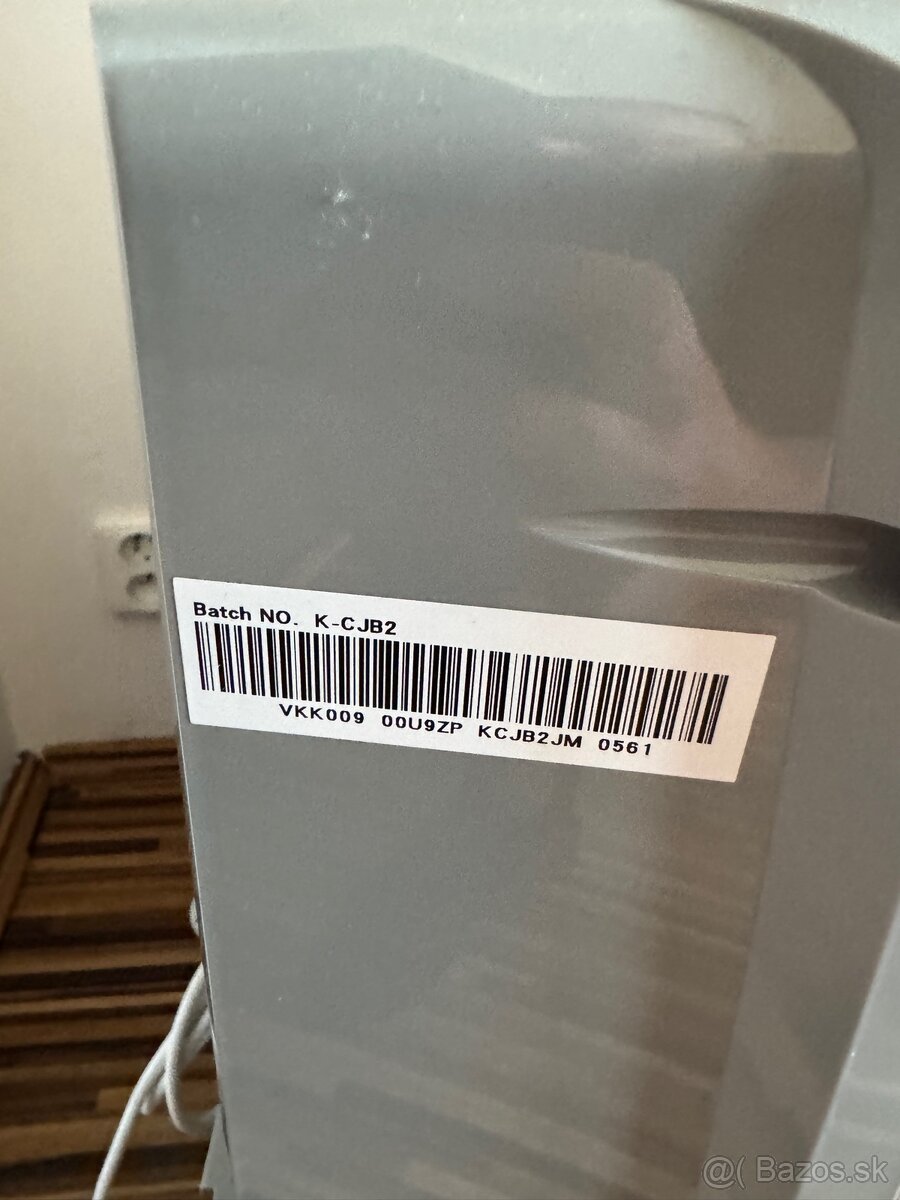 Batch NO. K-CJB2
VKK009 00U9ZP KCJB2JM 0561
@( Bazos.sk